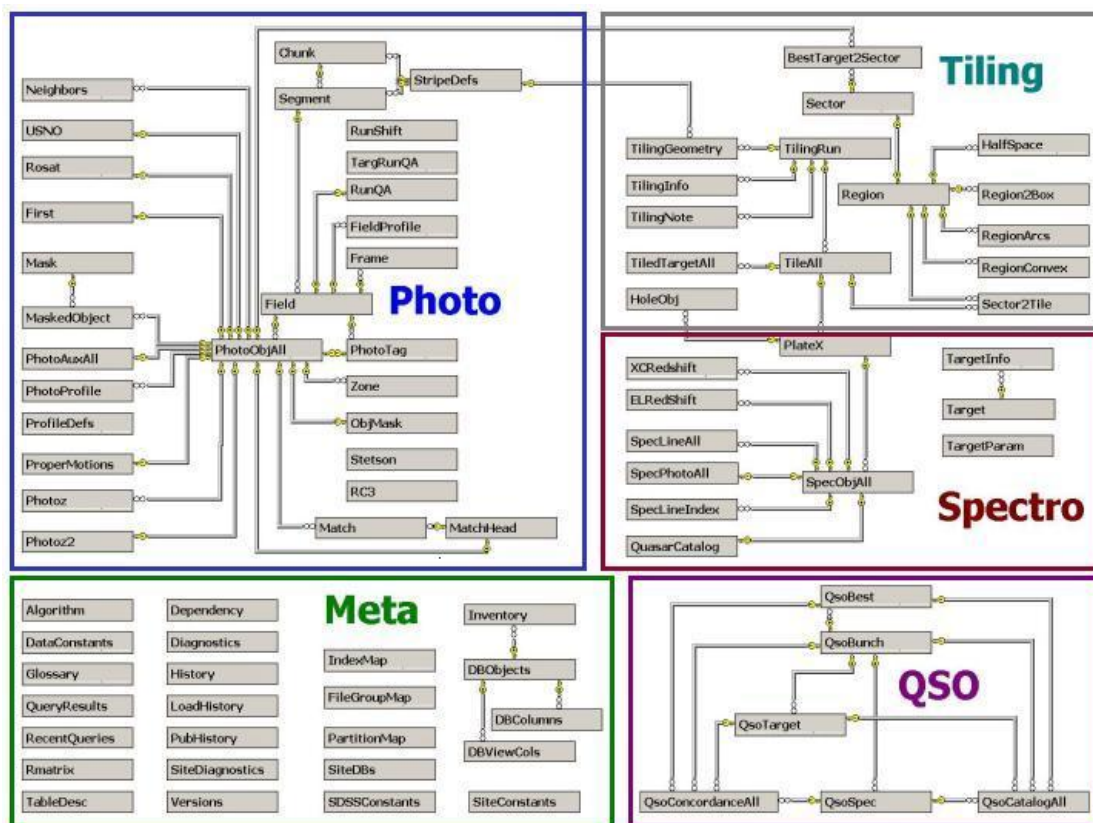 Chunk
StripeDefs
Neighbors
Segment
USNO
RunShift
Rosat
TargRunQA
RunQA
First
FieldProfile
Mask
Frame
Field
Photo
MaskedObject
PhotoObjAll
PhotoTag
PhotoAuxAll
Zone
PhotoProfile
ProfileDefs
ObjMask
ProperMotions
Stetson
Photoz
RC3
Photoz2
Match
MatchHead
BestTarget2Sector
Tiling
Sector
TilingGeometry
TilingRun
HalfSpace
TilingInfo
Region
Region2Box
TilingNote
RegionArcs
TiledTargetAll
TileAll
RegionConvex
HoleObj
Sector2Tile
PlateX
XCRedshift
TargetInfo
ELRedShift
Target
SpecLineAll
TargetParam
SpecPhotoAll
SpecObjAll
SpecLineIndex
Spectro
QuasarCatalog
Meta
Algorithm
Dependency
Inventory
DataConstants
Diagnostics
IndexMap
Glossary
History
DBObjects
QueryResults
LoadHistory
FileGroupMap
DBColumns
RecentQueries
PubHistory
PartitionMap
DBViewCols
Rmatrix
SiteDiagnostics
SiteDBs
TableDesc
Versions
SDSSConstants
SiteConstants
QsoBest
QsoBunch
QSO
QsoTarget
QsoConcordanceAll
QsoSpec
QsoCatalogAll